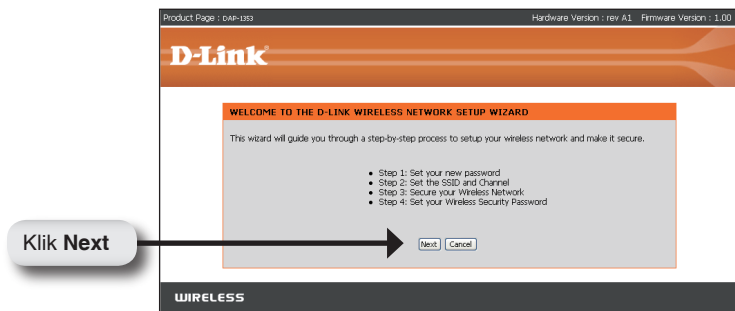 Product Page : DAP-1353 Hardware Version : rev A1 Firmware Version : 1.00
D-Link
WELCOME TO THE D-LINK WIRELESS NETWORK SETUP WIZARD
This wizard will guide you through a step-by-step process to setup your wireless network and make it secure.
• Step 1: Set your new password
• Step 2: Set the SSID and Channel
• Step 3: Secure your Wireless Network
• Step 4: Set your Wireless Security Password
Klik Next
Next Cancel
WIRELESS